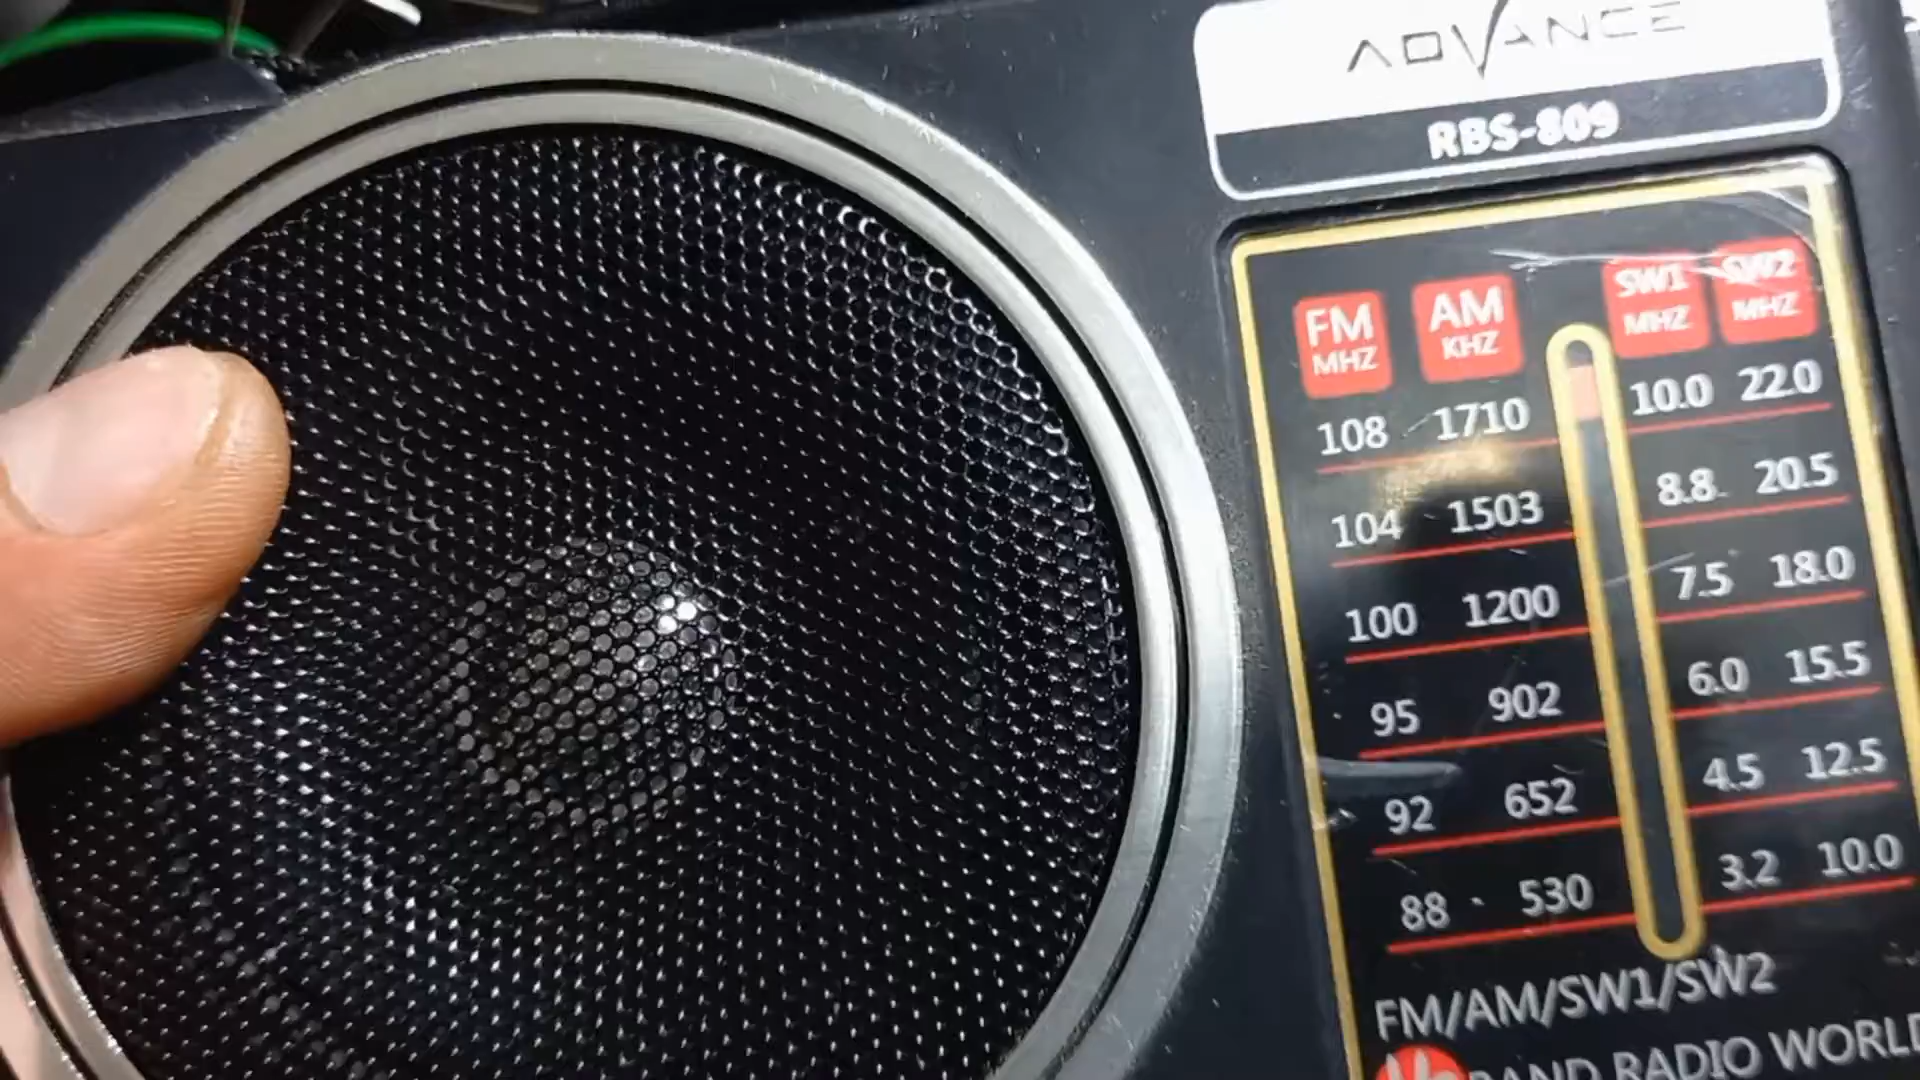 ADVANCE
RBS-809
FM MHZ AM KHZ SW1 MHZ SW2 MHZ
108 1710 10.0 22.0
104 1503 8.8 20.5
100 1200 7.5 18.0
95 902 6.0 15.5
92 652 4.5 12.5
88 530 3.2 10.0
FM/AM/SW1/SW2
BAND RADIO WORLD